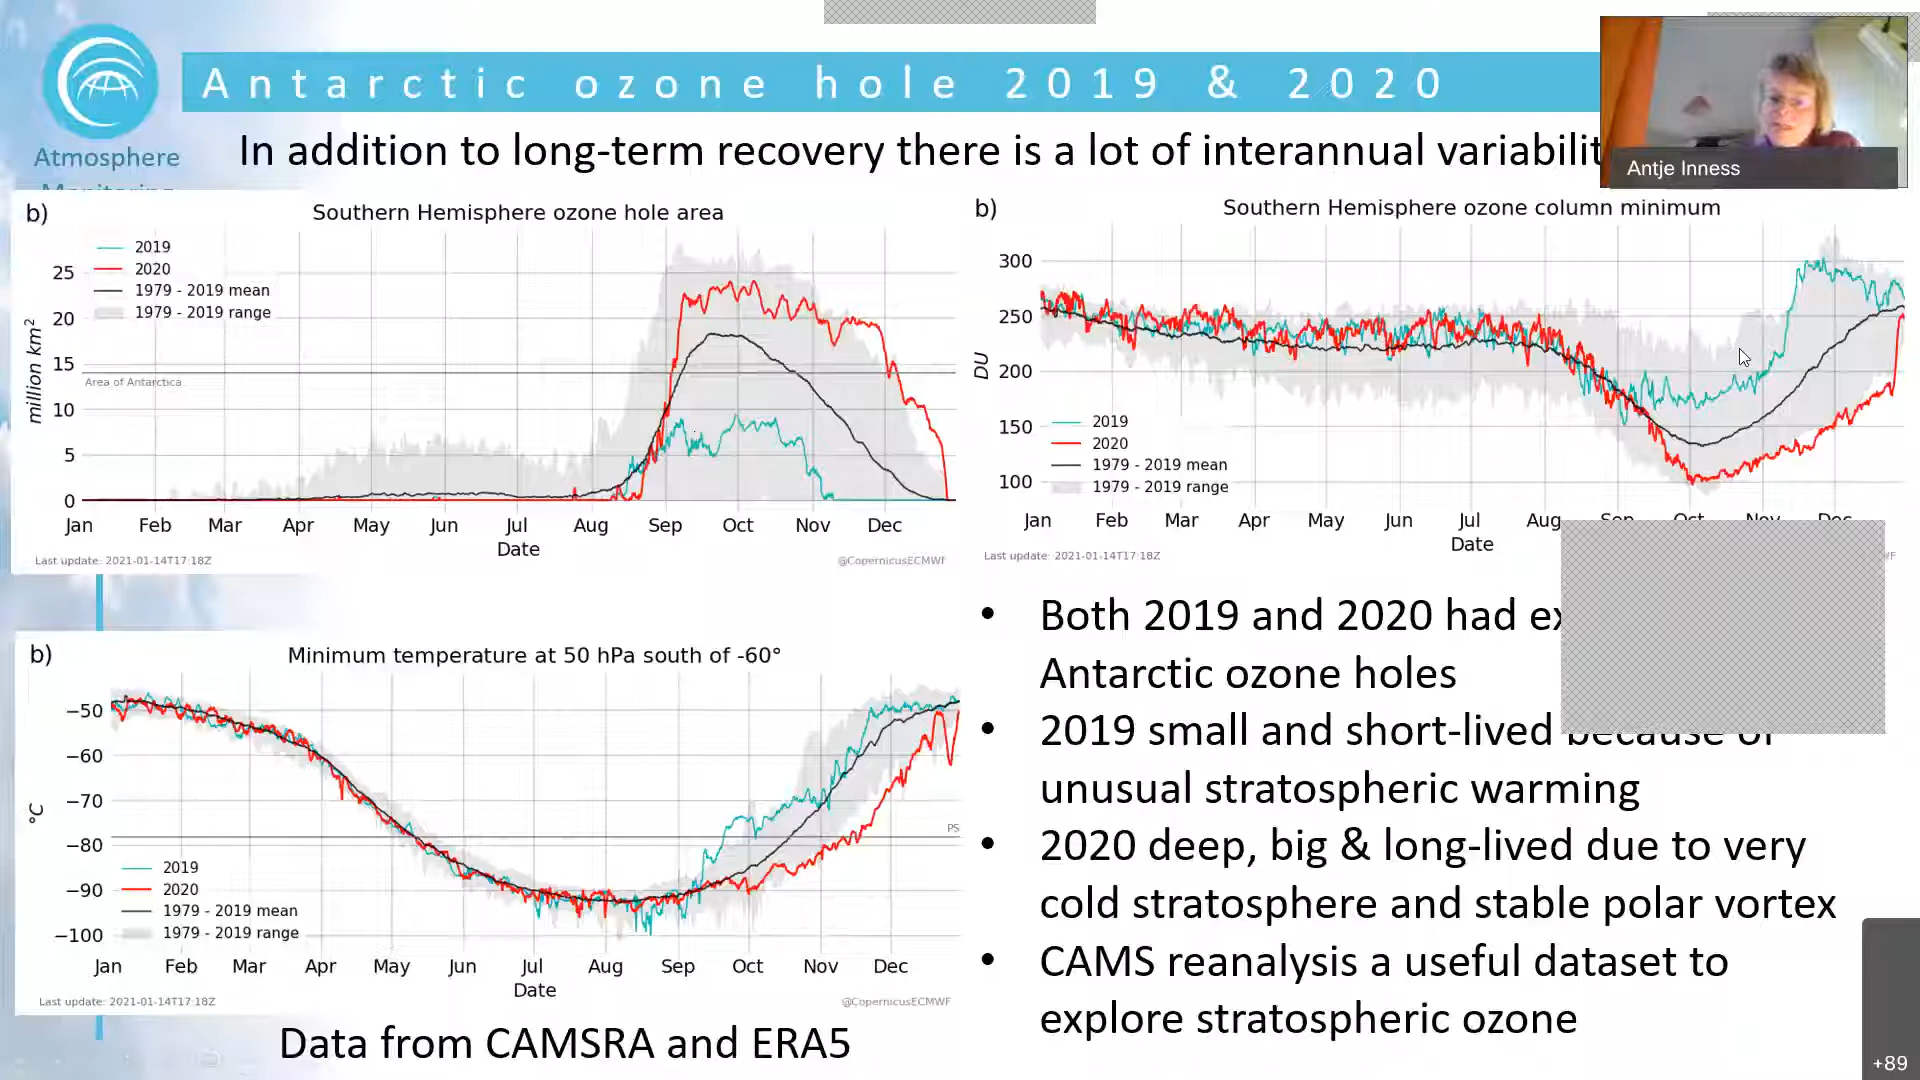 Antarctic ozone hole 2019 & 2020
Atmosphere
Monitoring
In addition to long-term recovery there is a lot of interannual
Antje Inness
b)
Southern Hemisphere ozone hole area
2019
2020
1979 - 2019 mean
1979 - 2019 range
million km²
25
20
15
10
5
0
Area of Antarctica
Jan Feb Mar Apr May Jun Jul Aug Sep Oct Nov Dec
Date
Last update: 2021-01-14T17:18Z
@CopernicusECMWF
b)
Southern Hemisphere ozone column minimum
300
250
200
150
100
DU
2019
2020
1979 - 2019 mean
1979 - 2019 range
Jan Feb Mar Apr May Jun Jul Aug Sep Oct Nov Dec
Date
Last update: 2021-01-14T17:18Z
b)
Minimum temperature at 50 hPa south of -60°
−50
−60
−70
−80
−90
−100
°C
PS
2019
2020
1979 - 2019 mean
1979 - 2019 range
Jan Feb Mar Apr May Jun Jul Aug Sep Oct Nov Dec
Date
Last update: 2021-01-14T17:18Z
@CopernicusECMWF
Data from CAMSRA and ERA5
• Both 2019 and 2020 had
Antarctic ozone holes
• 2019 small and short-lived because of
unusual stratospheric warming
• 2020 deep, big & long-lived due to very
cold stratosphere and stable polar vortex
• CAMS reanalysis a useful dataset to
explore stratospheric ozone
+89